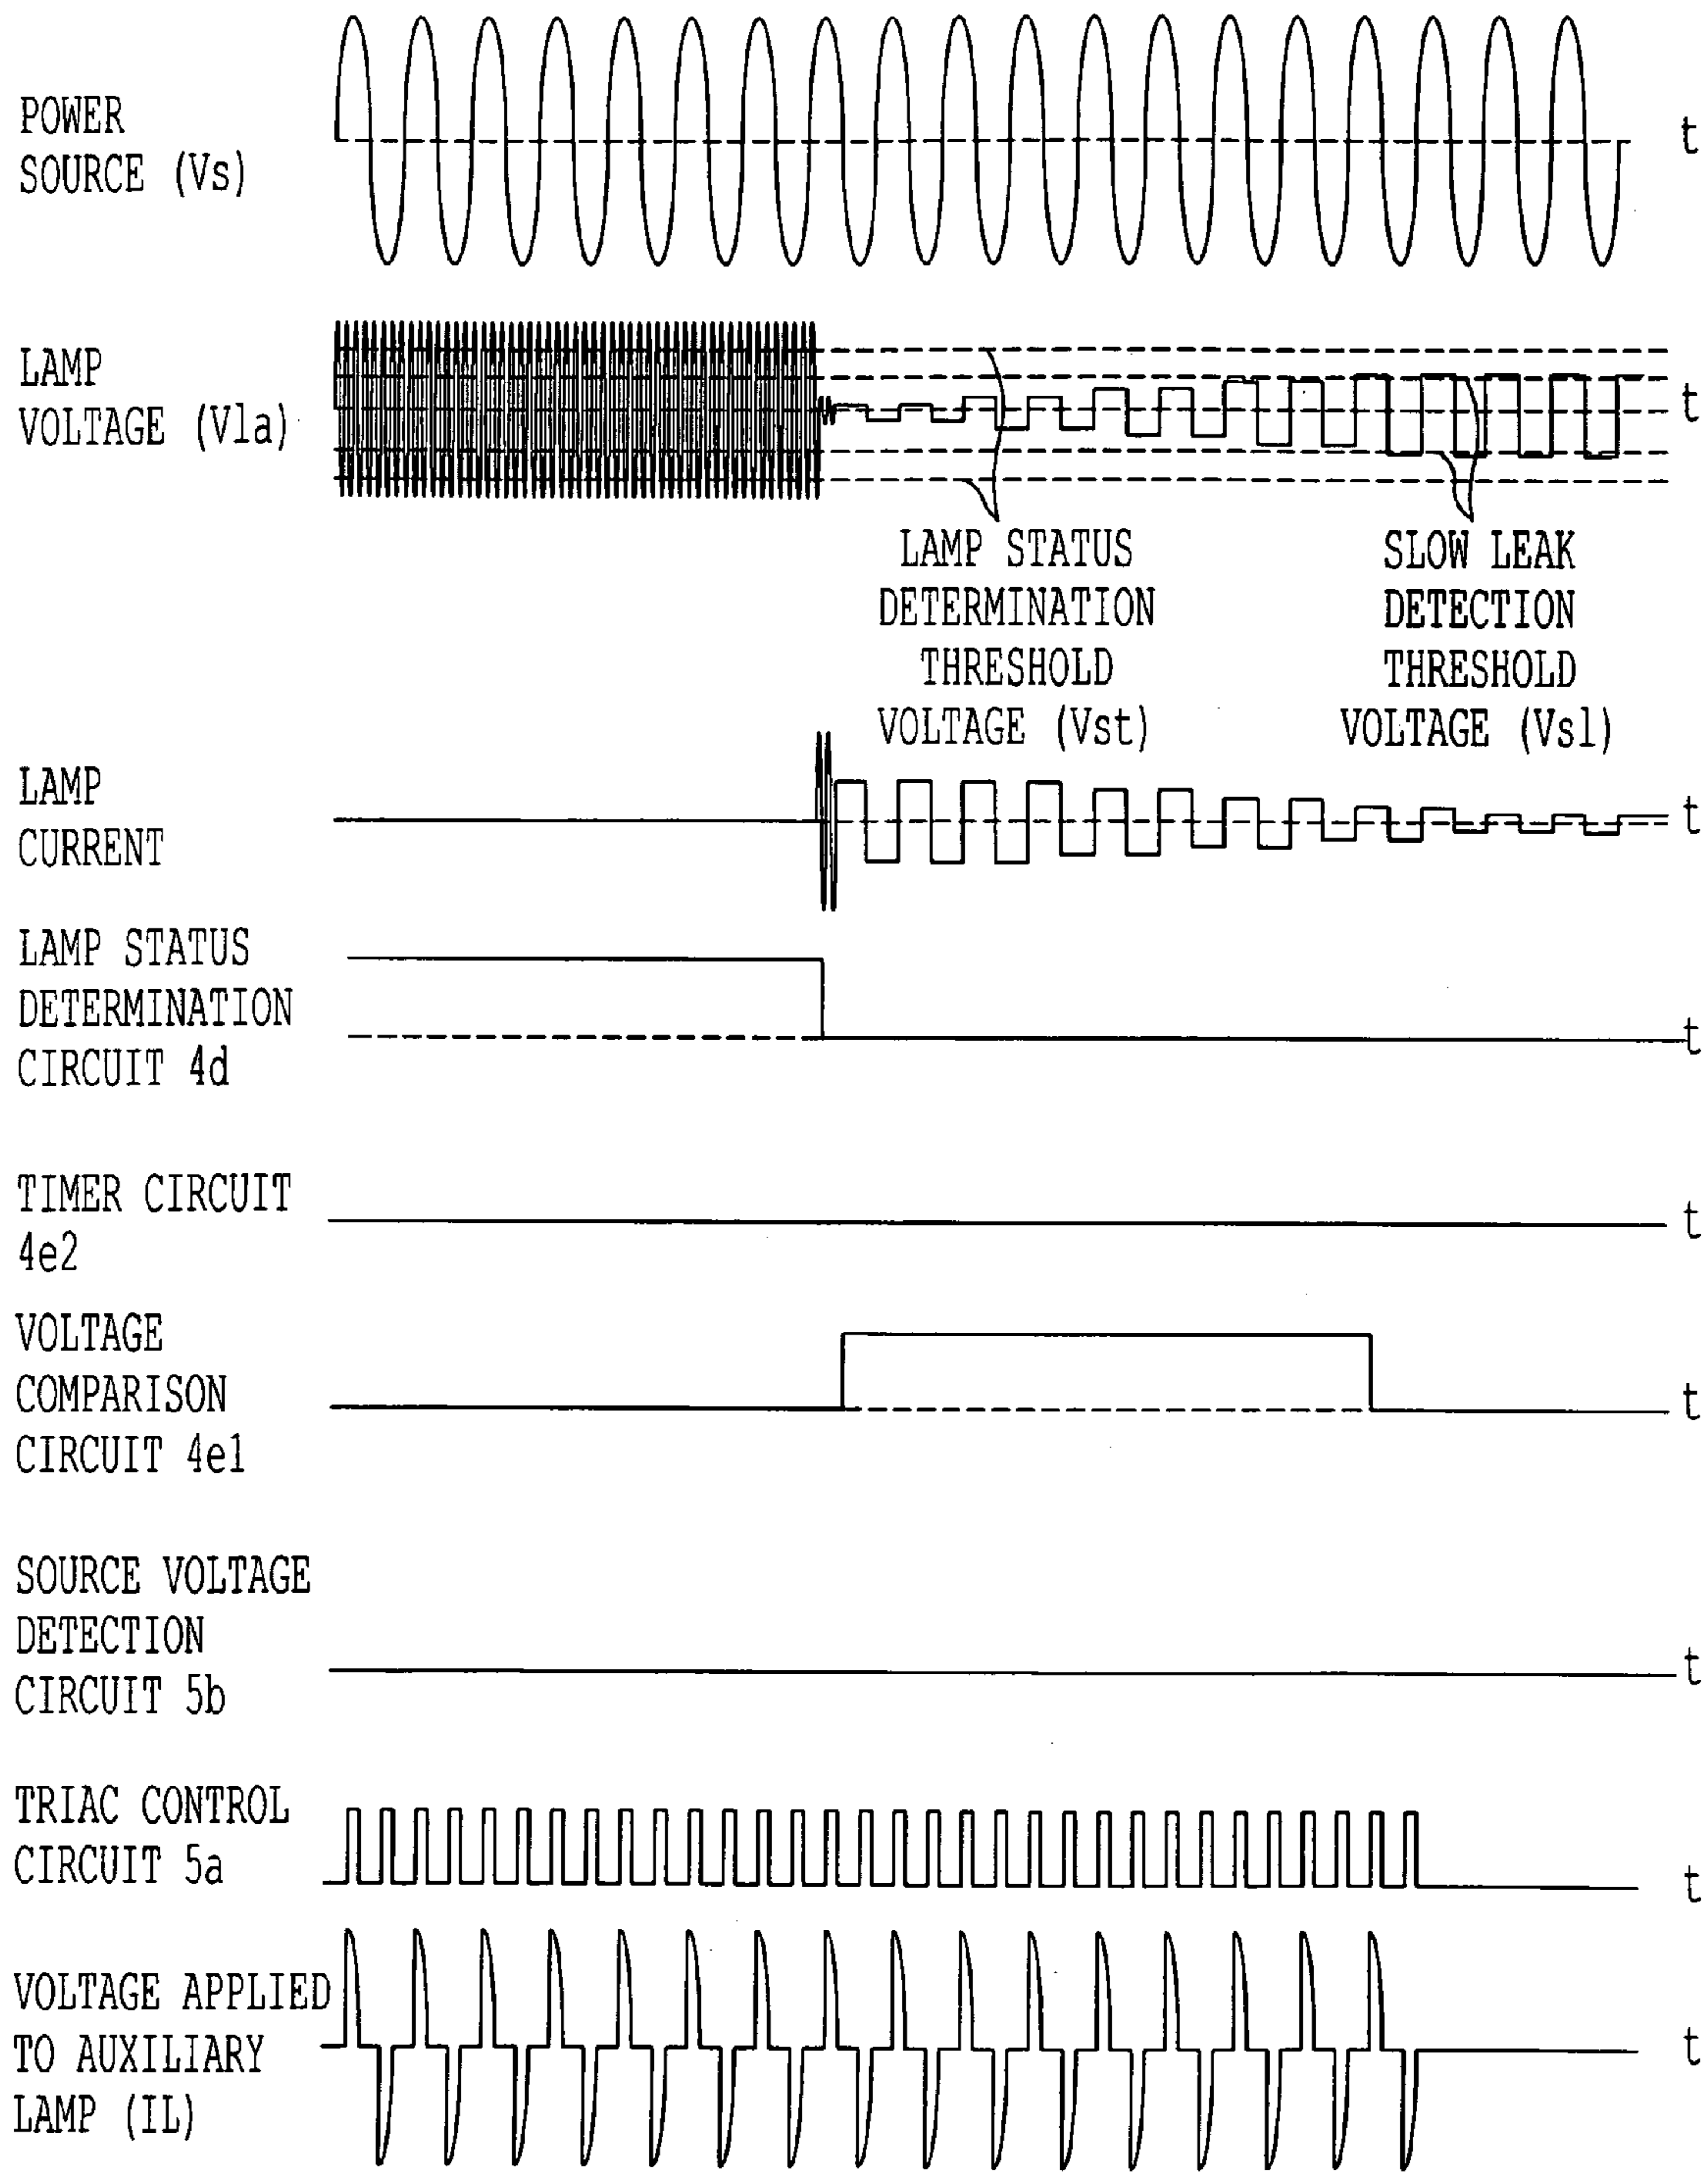 POWER
SOURCE (Vs)
t
LAMP
VOLTAGE (Vla)
t
LAMP STATUS
DETERMINATION
THRESHOLD
VOLTAGE (Vst)
SLOW LEAK
DETECTION
THRESHOLD
VOLTAGE (Vsl)
LAMP
CURRENT
t
LAMP STATUS
DETERMINATION
CIRCUIT 4d
t
TIMER CIRCUIT
4e2
t
VOLTAGE
COMPARISON
CIRCUIT 4e1
t
SOURCE VOLTAGE
DETECTION
CIRCUIT 5b
t
TRIAC CONTROL
CIRCUIT 5a
t
VOLTAGE APPLIED
TO AUXILIARY
LAMP (IL)
t